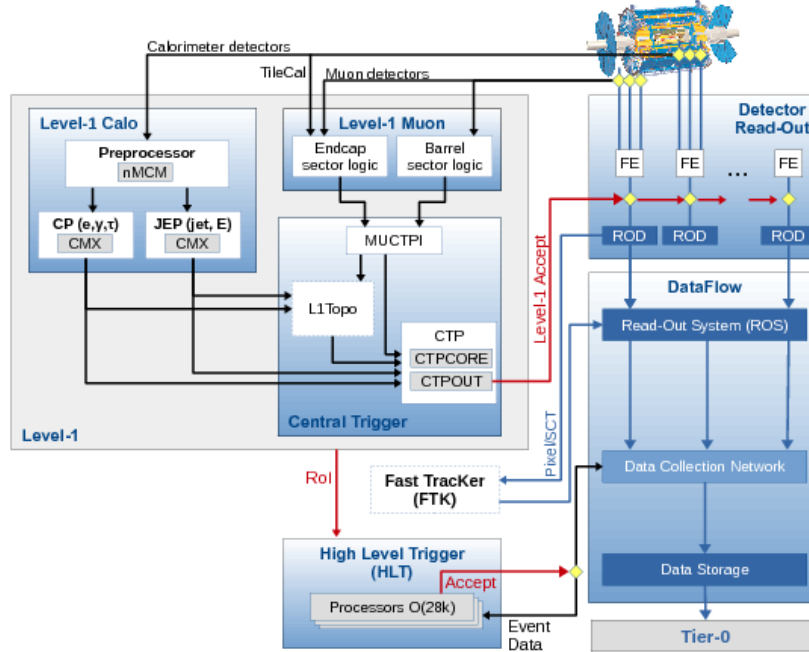 Calorimeter detectors
TileCal
Muon detectors
Level-1 Calo
Preprocessor
nMCM
CP (e,γ,τ)
CMX
JEP (jet, E)
CMX
Level-1 Muon
Endcap
sector logic
Barrel
sector logic
MUCTPI
L1Topo
CTP
CTPCORE
CTPOUT
Central Trigger
Level-1
Level-1 Accept
Detector
Read-Out
FE
FE
...
FE
ROD
ROD
ROD
DataFlow
Read-Out System (ROS)
Data Collection Network
Data Storage
Tier-0
Pixel/SCT
RoI
Fast TracKer
(FTK)
High Level Trigger
(HLT)
Accept
Processors O(28k)
Event
Data